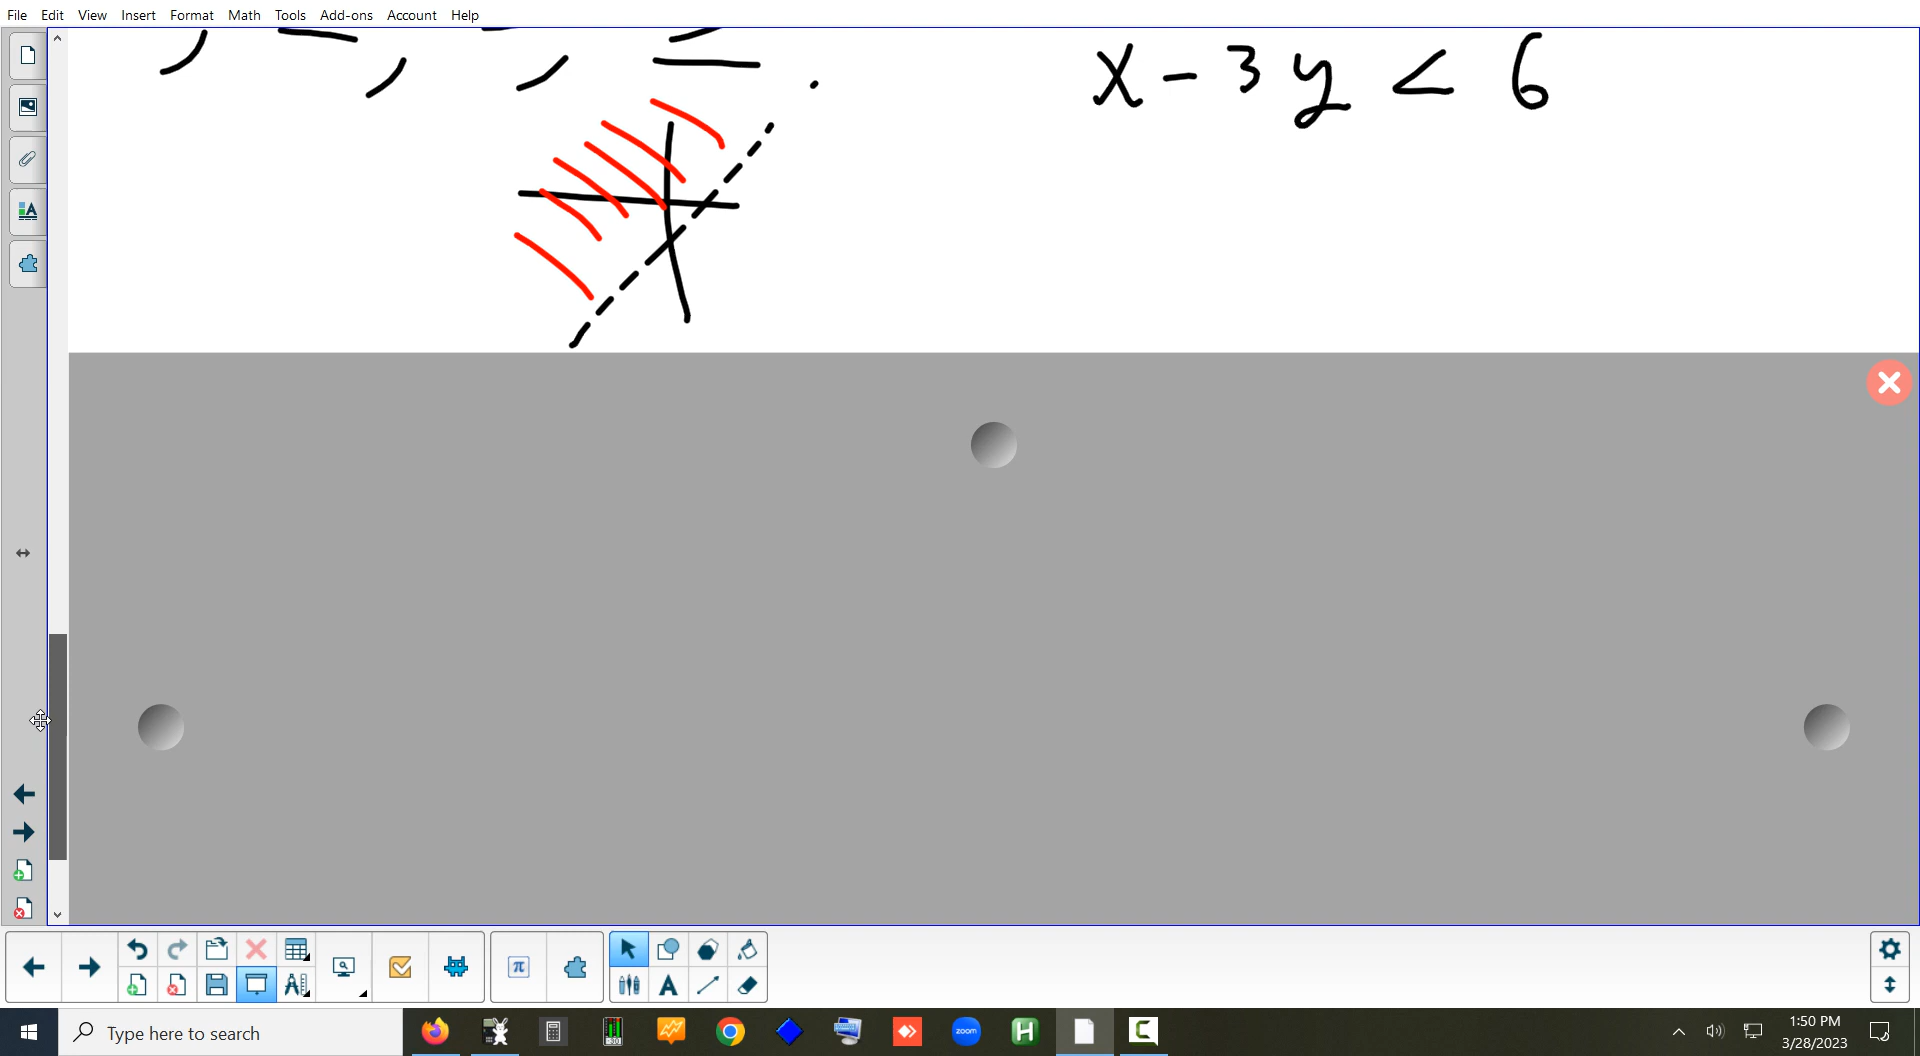 File Edit View Insert Format Math Tools Add-ons Account Help
x - 3y < 6
π
A
Type here to search
zoom
H
C
1:50 PM
3/28/2023